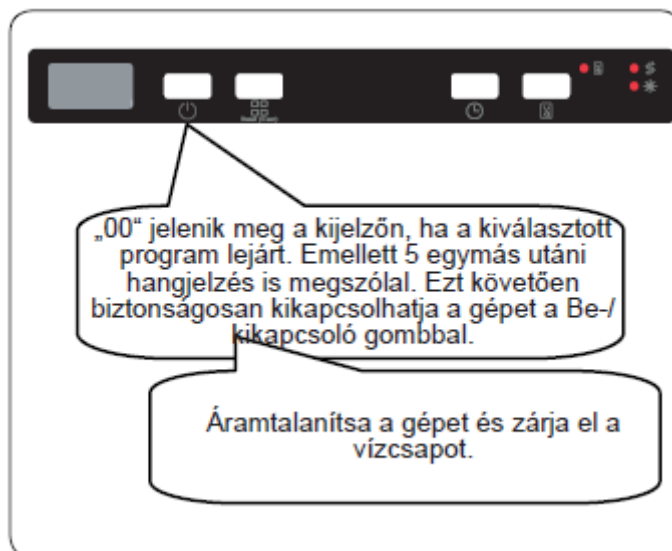 „00“ jelenik meg a kijelzőn, ha a kiválasztott
program lejárt. Emellett 5 egymás utáni
hangjelzés is megszólal. Ezt követően
biztonságosan kikapcsolhatja a gépet a Be-/
kikapcsoló gombbal.
Áramtalanítsa a gépet és zárja el a
vízcsapot.